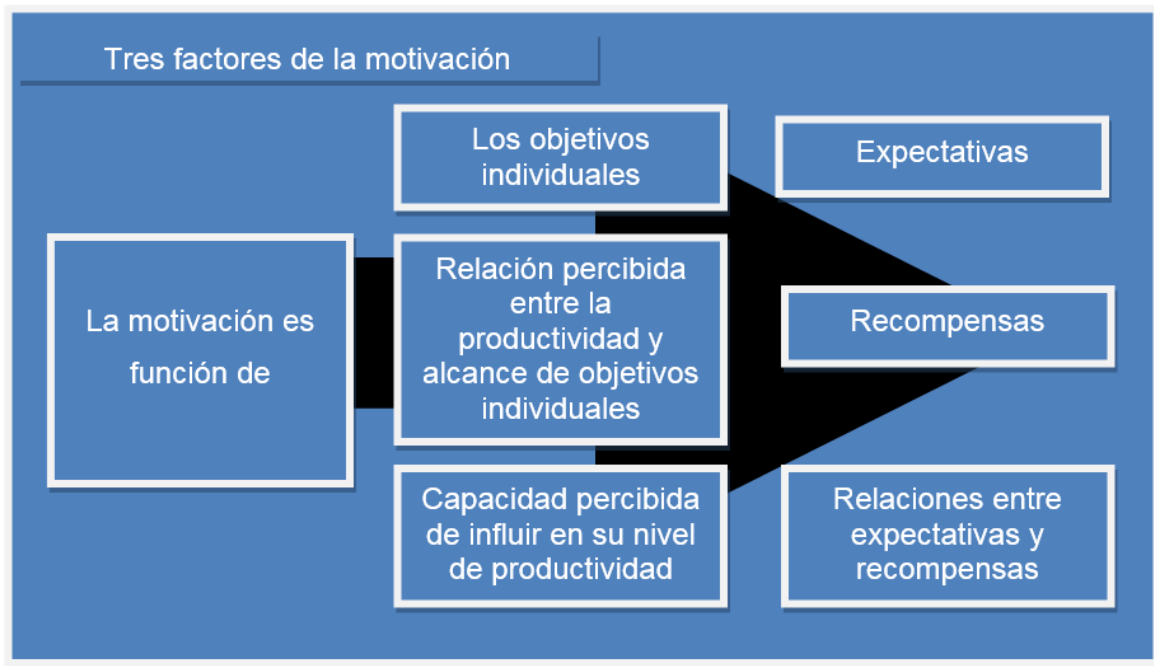 Tres factores de la motivación
La motivación es
función de
Los objetivos
individuales
Relación percibida
entre la
productividad y
alcance de objetivos
individuales
Capacidad percibida
de influir en su nivel
de productividad
Expectativas
Recompensas
Relaciones entre
expectativas y
recompensas